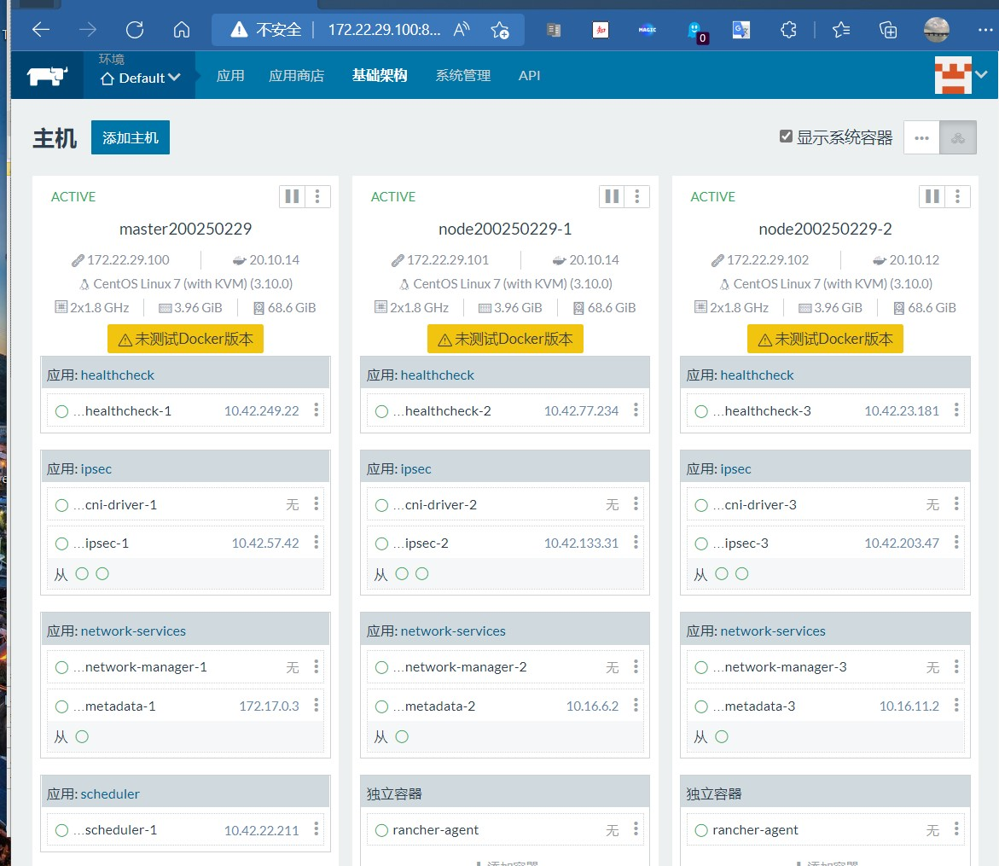 不安全 172.22.29.100:8...
MAGIC
0
环境
Default
应用 应用商店 基础架构 系统管理 API
主机 添加主机 显示系统容器
ACTIVE
master200250229
172.22.29.100 20.10.14
CentOS Linux 7 (with KVM) (3.10.0)
2x1.8 GHz 3.96 GiB 68.6 GiB
未测试Docker版本
应用: healthcheck
...healthcheck-1 10.42.249.22
应用: ipsec
...cni-driver-1 无
...ipsec-1 10.42.57.42
从
应用: network-services
...network-manager-1 无
...metadata-1 172.17.0.3
从
应用: scheduler
...scheduler-1 10.42.22.211
ACTIVE
node200250229-1
172.22.29.101 20.10.14
CentOS Linux 7 (with KVM) (3.10.0)
2x1.8 GHz 3.96 GiB 68.6 GiB
未测试Docker版本
应用: healthcheck
...healthcheck-2 10.42.77.234
应用: ipsec
...cni-driver-2 无
...ipsec-2 10.42.133.31
从
应用: network-services
...network-manager-2 无
...metadata-2 10.16.6.2
从
独立容器
rancher-agent 无
添加容器
ACTIVE
node200250229-2
172.22.29.102 20.10.12
CentOS Linux 7 (with KVM) (3.10.0)
2x1.8 GHz 3.96 GiB 68.6 GiB
未测试Docker版本
应用: healthcheck
...healthcheck-3 10.42.23.181
应用: ipsec
...cni-driver-3 无
...ipsec-3 10.42.203.47
从
应用: network-services
...network-manager-3 无
...metadata-3 10.16.11.2
从
独立容器
rancher-agent 无
添加容器